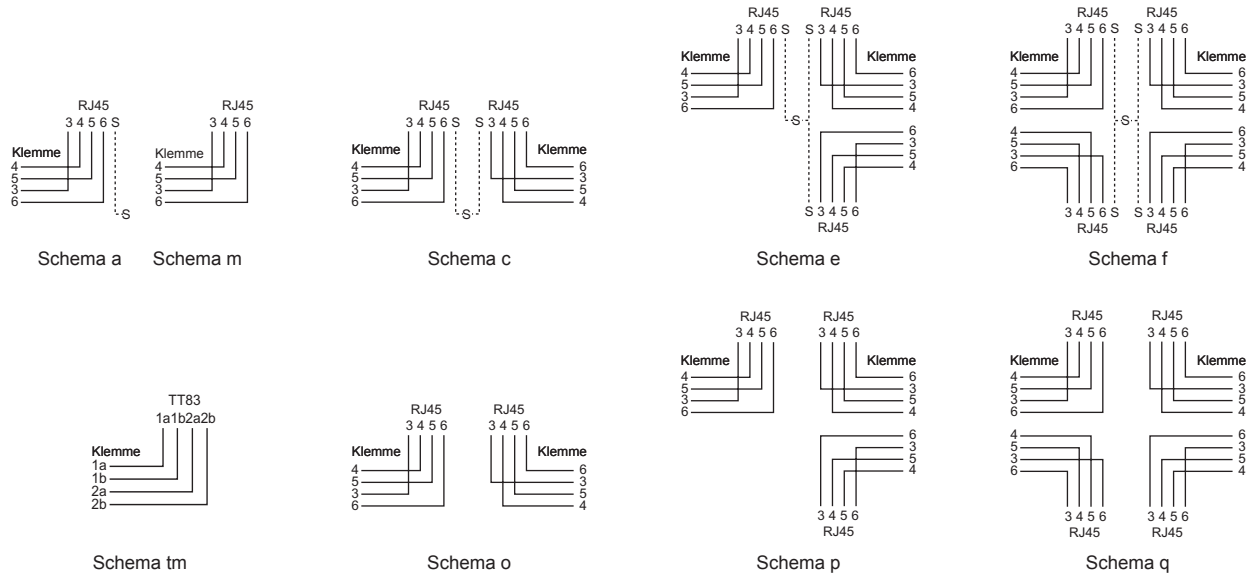 RJ45
3 4 5 6 S
Klemme
4
5
3
6
S
Schema a
RJ45
3 4 5 6
Klemme
4
5
3
6
Schema m
RJ45
3 4 5 6 S
Klemme
4
5
3
6
S
RJ45
S 3 4 5 6
Klemme
6
3
5
4
Schema c
RJ45
3 4 5 6 S
Klemme
4
5
3
6
S
RJ45
S 3 4 5 6
Klemme
6
3
5
4
6
3
5
4
S 3 4 5 6
RJ45
Schema e
RJ45
3 4 5 6 S
Klemme
4
5
3
6
S
RJ45
S 3 4 5 6
Klemme
6
3
5
4
4
5
3
6
3 4 5 6 S
RJ45
6
3
5
4
S 3 4 5 6
RJ45
Schema f
TT83
1a1b2a2b
Klemme
1a
1b
2a
2b
Schema tm
RJ45
3 4 5 6
Klemme
4
5
3
6
RJ45
3 4 5 6
Klemme
6
3
5
4
Schema o
RJ45
3 4 5 6
Klemme
4
5
3
6
RJ45
3 4 5 6
Klemme
6
3
5
4
6
3
5
4
3 4 5 6
RJ45
Schema p
RJ45
3 4 5 6
Klemme
4
5
3
6
RJ45
3 4 5 6
Klemme
6
3
5
4
4
5
3
6
3 4 5 6
RJ45
6
3
5
4
3 4 5 6
RJ45
Schema q